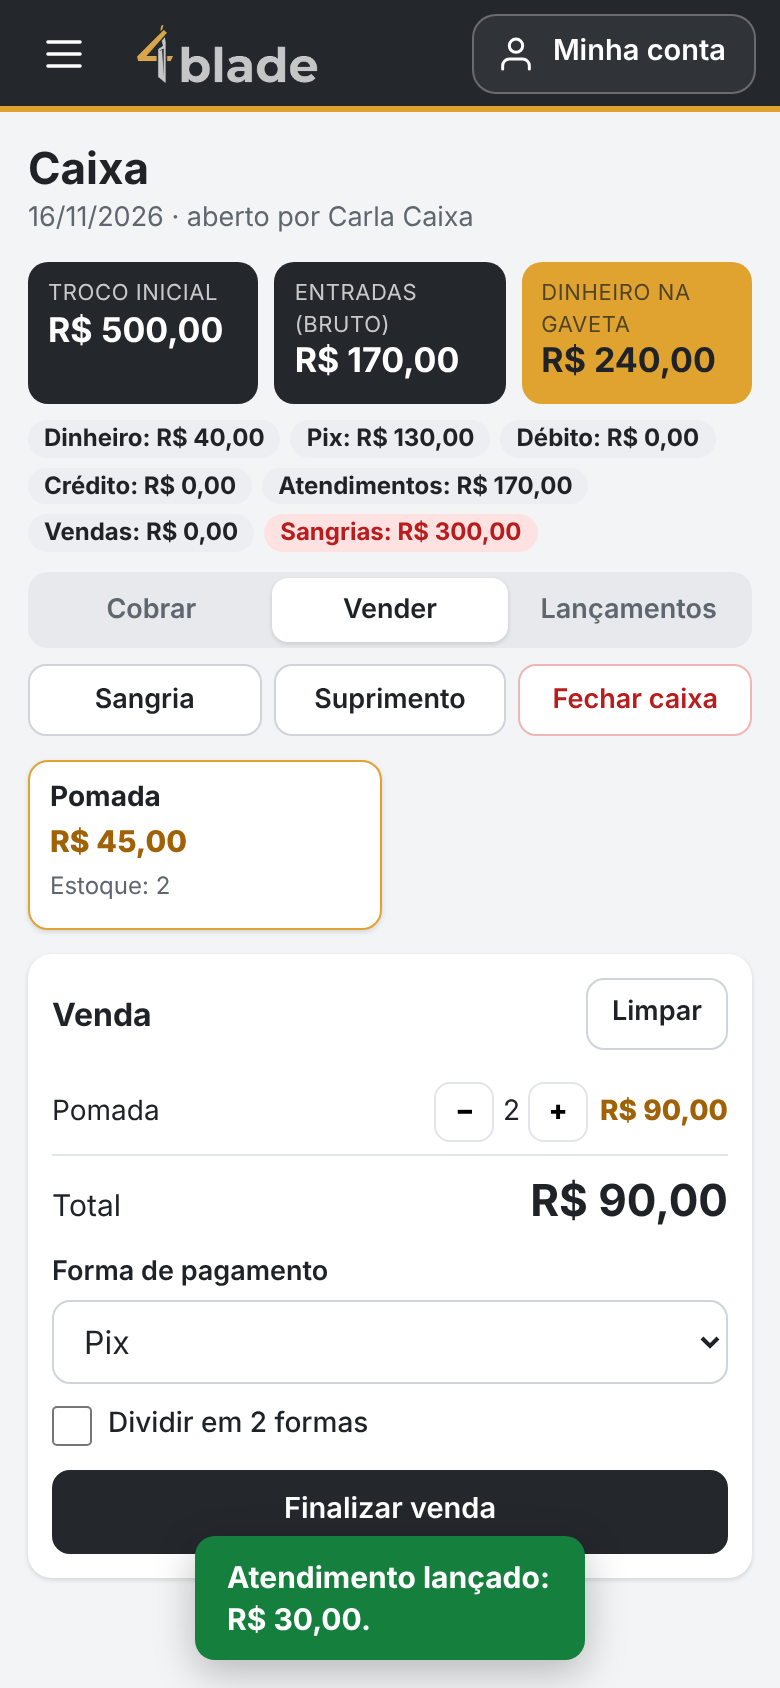 4blade
Minha conta
Caixa
16/11/2026 · aberto por Carla Caixa
TROCO INICIAL
R$ 500,00
ENTRADAS
(BRUTO)
R$ 170,00
DINHEIRO NA
GAVETA
R$ 240,00
Dinheiro: R$ 40,00
Pix: R$ 130,00
Débito: R$ 0,00
Crédito: R$ 0,00
Atendimentos: R$ 170,00
Vendas: R$ 0,00
Sangrias: R$ 300,00
Cobrar
Vender
Lançamentos
Sangria
Suprimento
Fechar caixa
Pomada
R$ 45,00
Estoque: 2
Venda
Limpar
Pomada
− 2 +
R$ 90,00
Total
R$ 90,00
Forma de pagamento
Pix
Dividir em 2 formas
Finalizar venda
Atendimento lançado:
R$ 30,00.